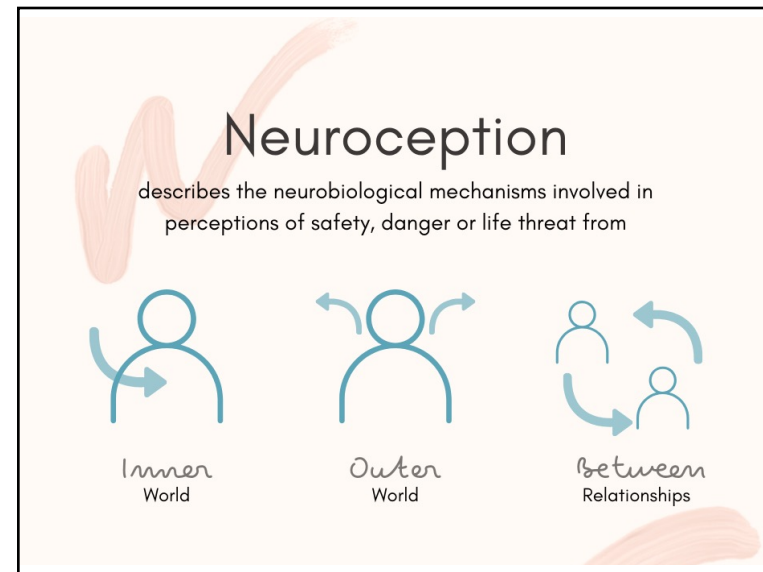 Neuroception
describes the neurobiological mechanisms involved in
perceptions of safety, danger or life threat from
Inner
World
Outer
World
Between
Relationships